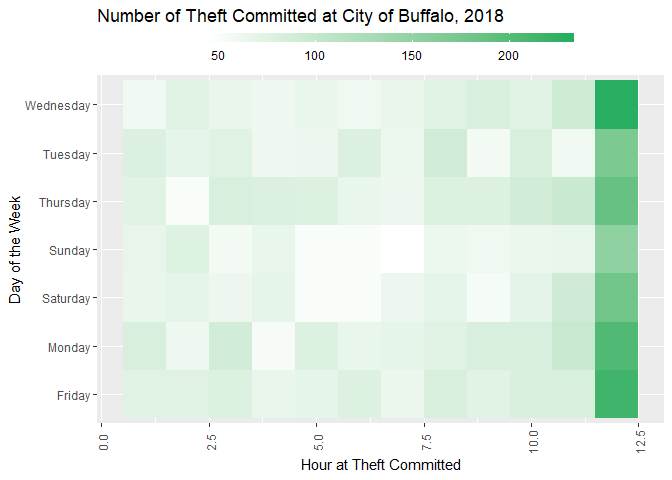 Number of Theft Committed at City of Buffalo, 2018
50 100 150 200
Wednesday
Tuesday
Thursday
Sunday
Saturday
Monday
Friday
Day of the Week
0.0 2.5 5.0 7.5 10.0 12.5
Hour at Theft Committed